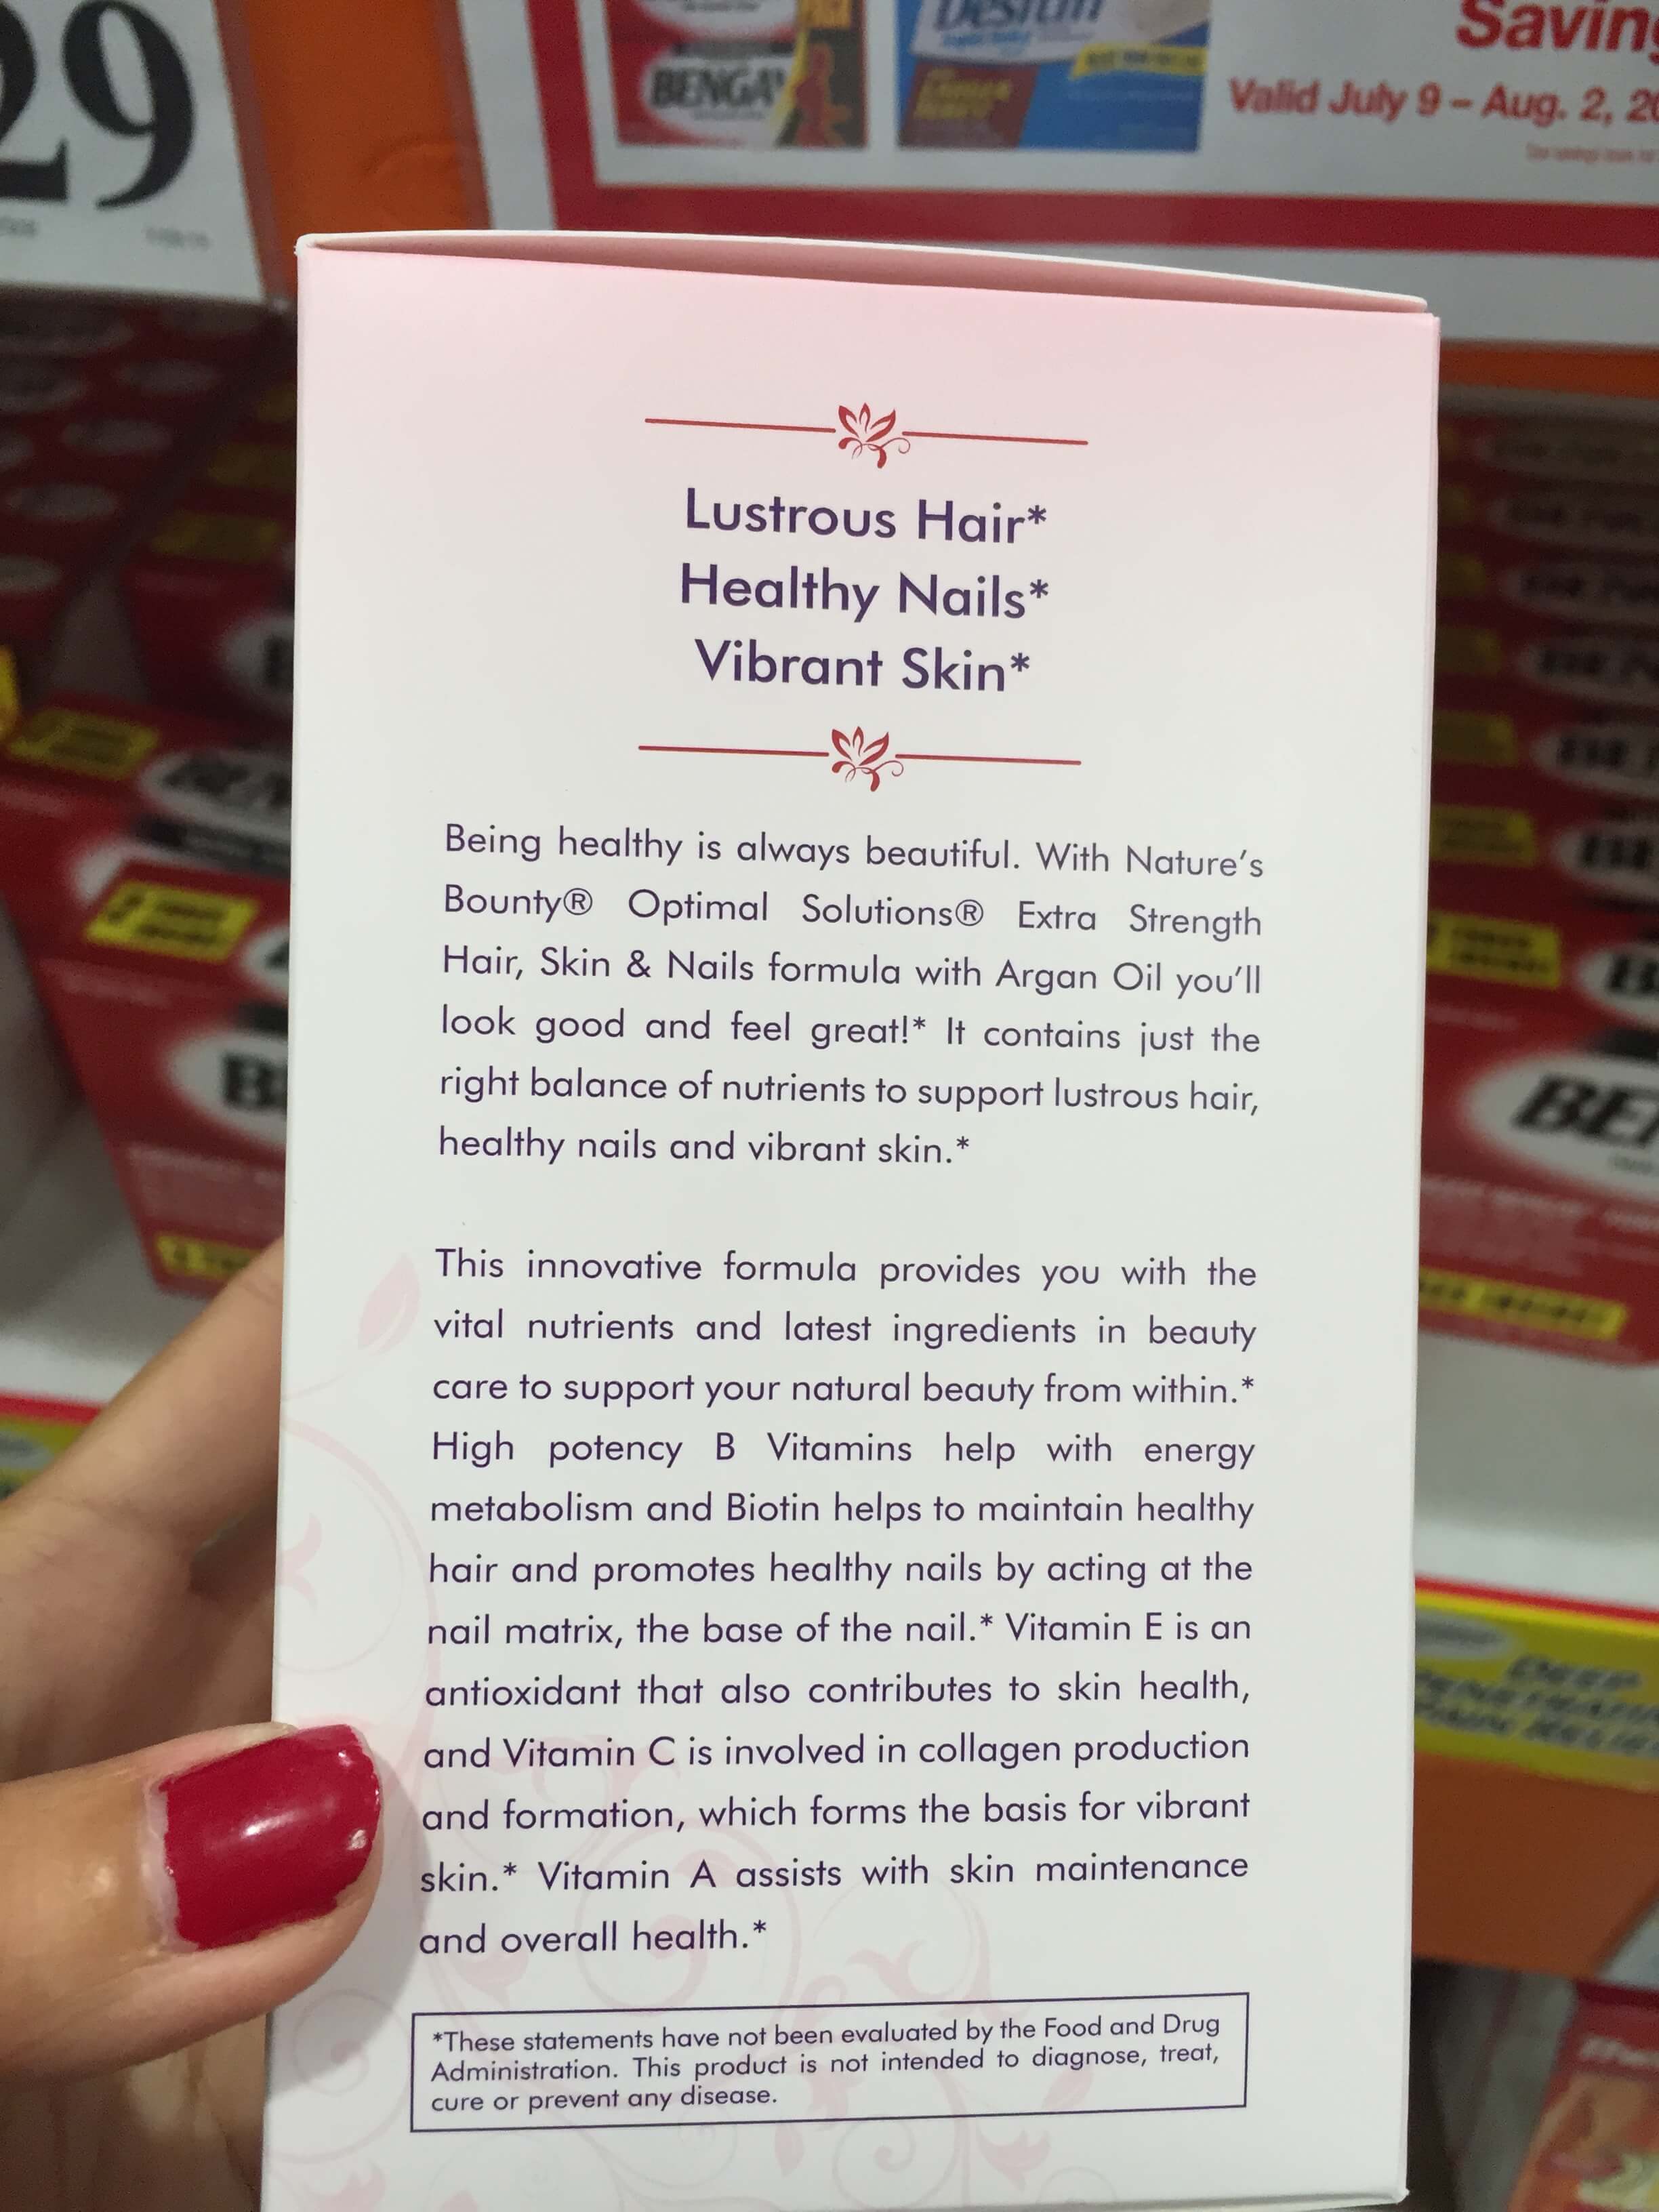 29
BENGAY
Desitin
Saving
Valid July 9 – Aug. 2, 20
Lustrous Hair*
Healthy Nails*
Vibrant Skin*
Being healthy is always beautiful. With Nature's
Bounty® Optimal Solutions® Extra Strength
Hair, Skin & Nails formula with Argan Oil you'll
look good and feel great!* It contains just the
right balance of nutrients to support lustrous hair,
healthy nails and vibrant skin.*
This innovative formula provides you with the
vital nutrients and latest ingredients in beauty
care to support your natural beauty from within.*
High potency B Vitamins help with energy
metabolism and Biotin helps to maintain healthy
hair and promotes healthy nails by acting at the
nail matrix, the base of the nail.* Vitamin E is an
antioxidant that also contributes to skin health,
and Vitamin C is involved in collagen production
and formation, which forms the basis for vibrant
skin.* Vitamin A assists with skin maintenance
and overall health.*
*These statements have not been evaluated by the Food and Drug
Administration. This product is not intended to diagnose, treat,
cure or prevent any disease.